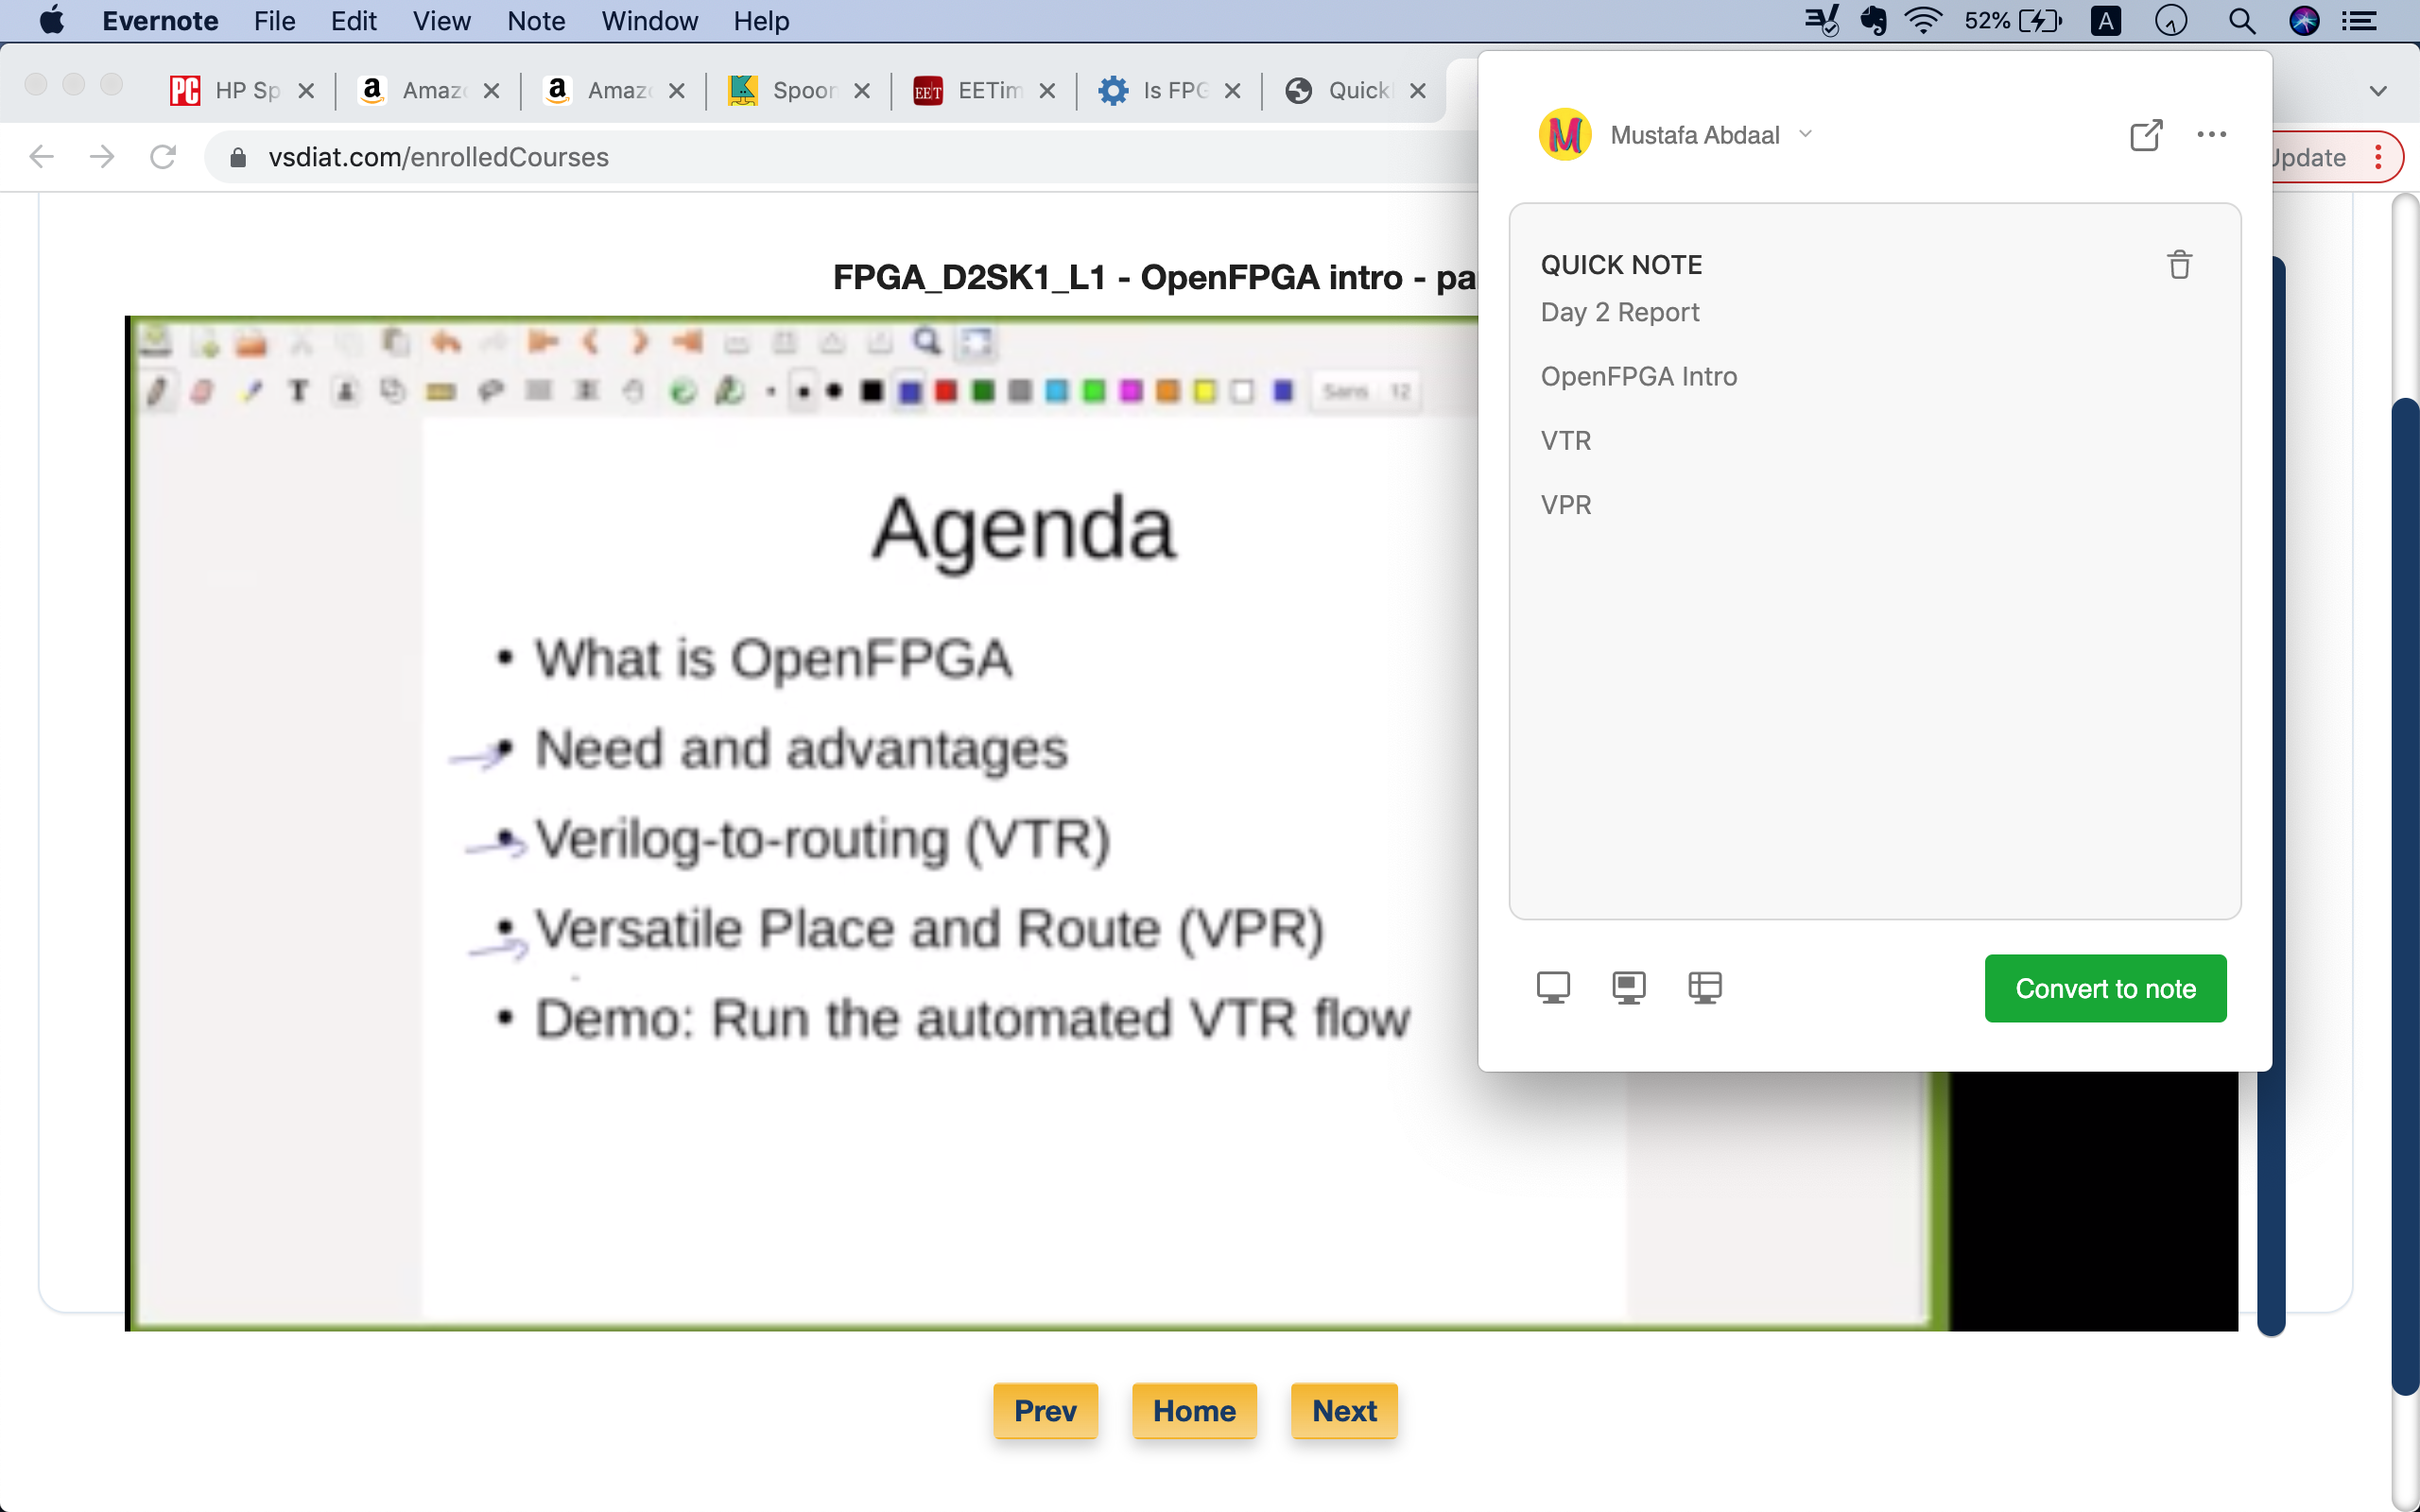 Evernote File Edit View Note Window Help 52% A
PC HP Sp a Amaz a Amaz Spoon EET EETim Is FPG Quick
vsdiat.com/enrolledCourses
Update
M Mustafa Abdaal
FPGA_D2SK1_L1 - OpenFPGA intro - pa
T Sans 12
Agenda
• What is OpenFPGA
• Need and advantages
• Verilog-to-routing (VTR)
• Versatile Place and Route (VPR)
• Demo: Run the automated VTR flow
QUICK NOTE
Day 2 Report
OpenFPGA Intro
VTR
VPR
Convert to note
Prev Home Next